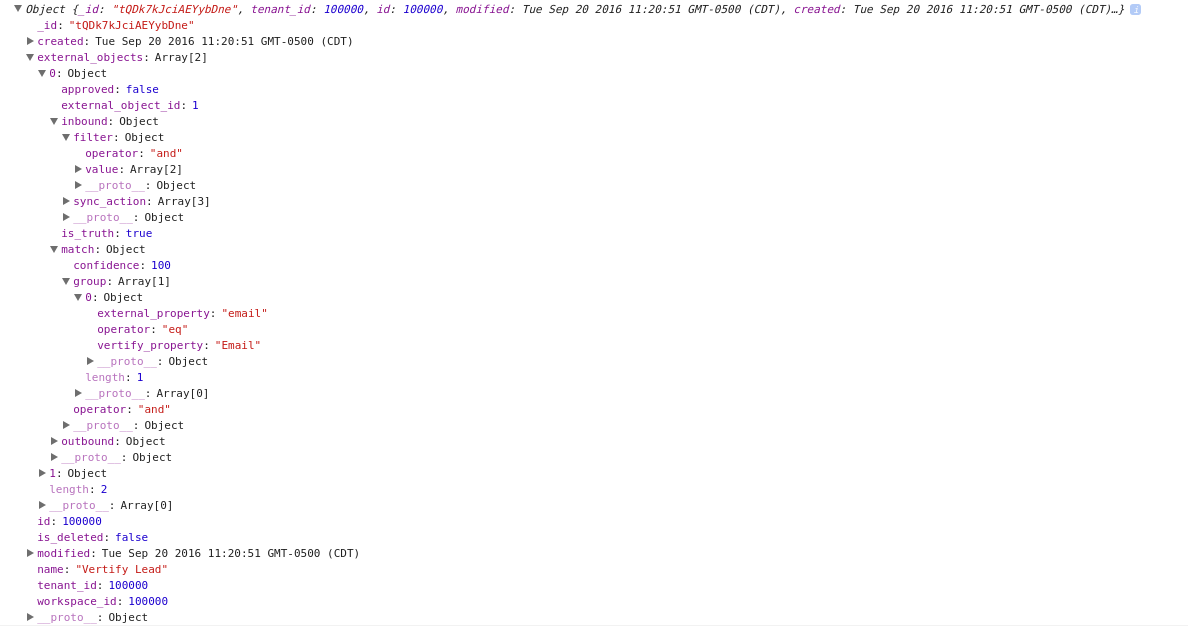 Object {_id: "tQDk7kJciAEYybDne", tenant_id: 100000, id: 100000, modified: Tue Sep 20 2016 11:20:51 GMT-0500 (CDT), created: Tue Sep 20 2016 11:20:51 GMT-0500 (CDT)…} i
_id: "tQDk7kJciAEYybDne"
created: Tue Sep 20 2016 11:20:51 GMT-0500 (CDT)
external_objects: Array[2]
0: Object
approved: false
external_object_id: 1
inbound: Object
filter: Object
operator: "and"
value: Array[2]
__proto__: Object
sync_action: Array[3]
__proto__: Object
is_truth: true
match: Object
confidence: 100
group: Array[1]
0: Object
external_property: "email"
operator: "eq"
vertify_property: "Email"
__proto__: Object
length: 1
__proto__: Array[0]
operator: "and"
__proto__: Object
outbound: Object
__proto__: Object
1: Object
length: 2
__proto__: Array[0]
id: 100000
is_deleted: false
modified: Tue Sep 20 2016 11:20:51 GMT-0500 (CDT)
name: "Vertify Lead"
tenant_id: 100000
workspace_id: 100000
__proto__: Object